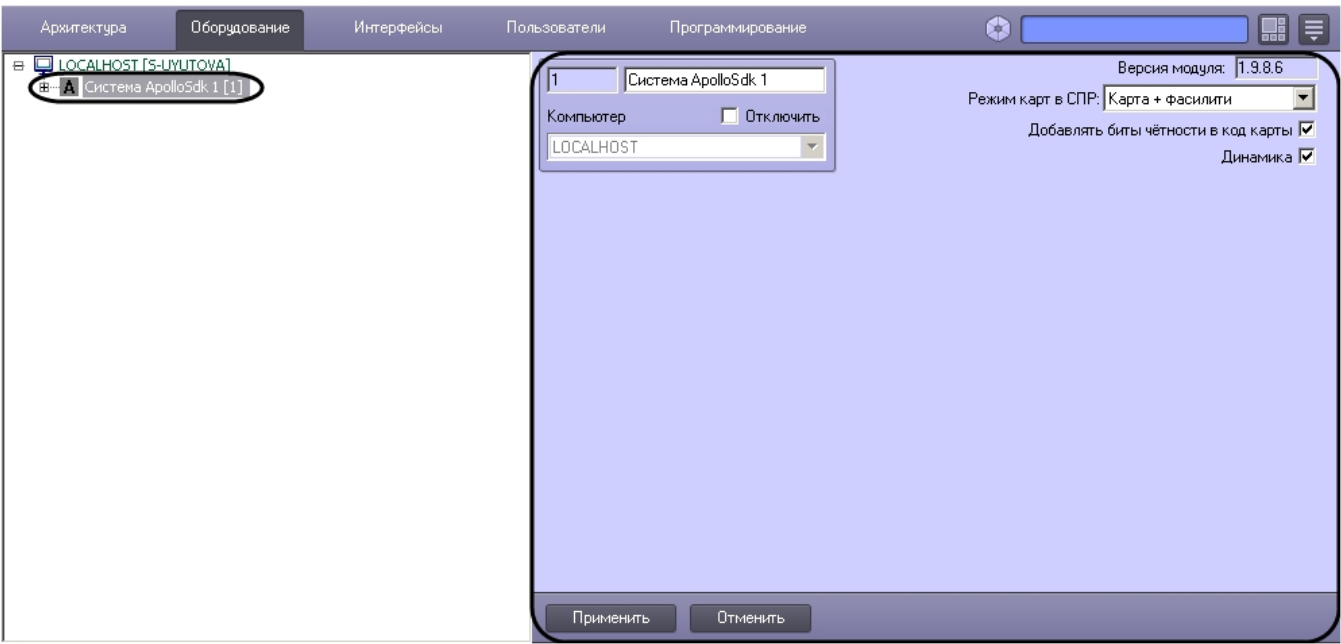 Архитектура Оборудование Интерфейсы Пользователи Программирование
LOCALHOST [S-UYUTOVA]
A Система ApolloSdk 1 [1]
1 Система ApolloSdk 1
Компьютер Отключить
LOCALHOST
Версия модуля: 1.9.8.6
Режим карт в СПР: Карта + фасилити
Добавлять биты чётности в код карты
Динамика
Применить Отменить